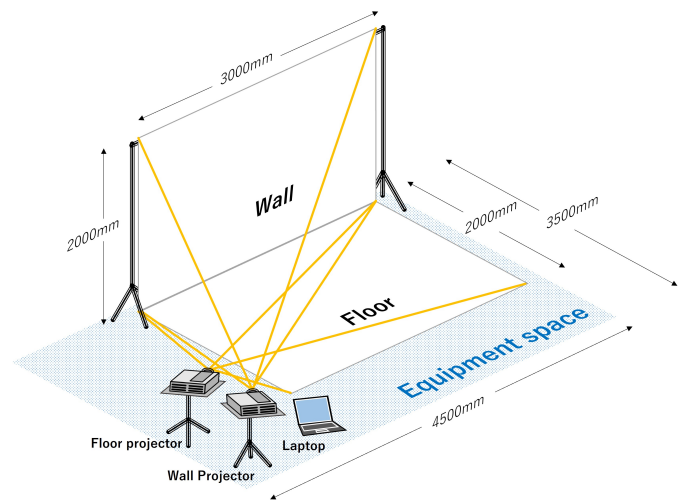 3000mm
Wall
2000mm
2000mm
3500mm
Floor
Equipment space
4500mm
Floor projector
Laptop
Wall Projector